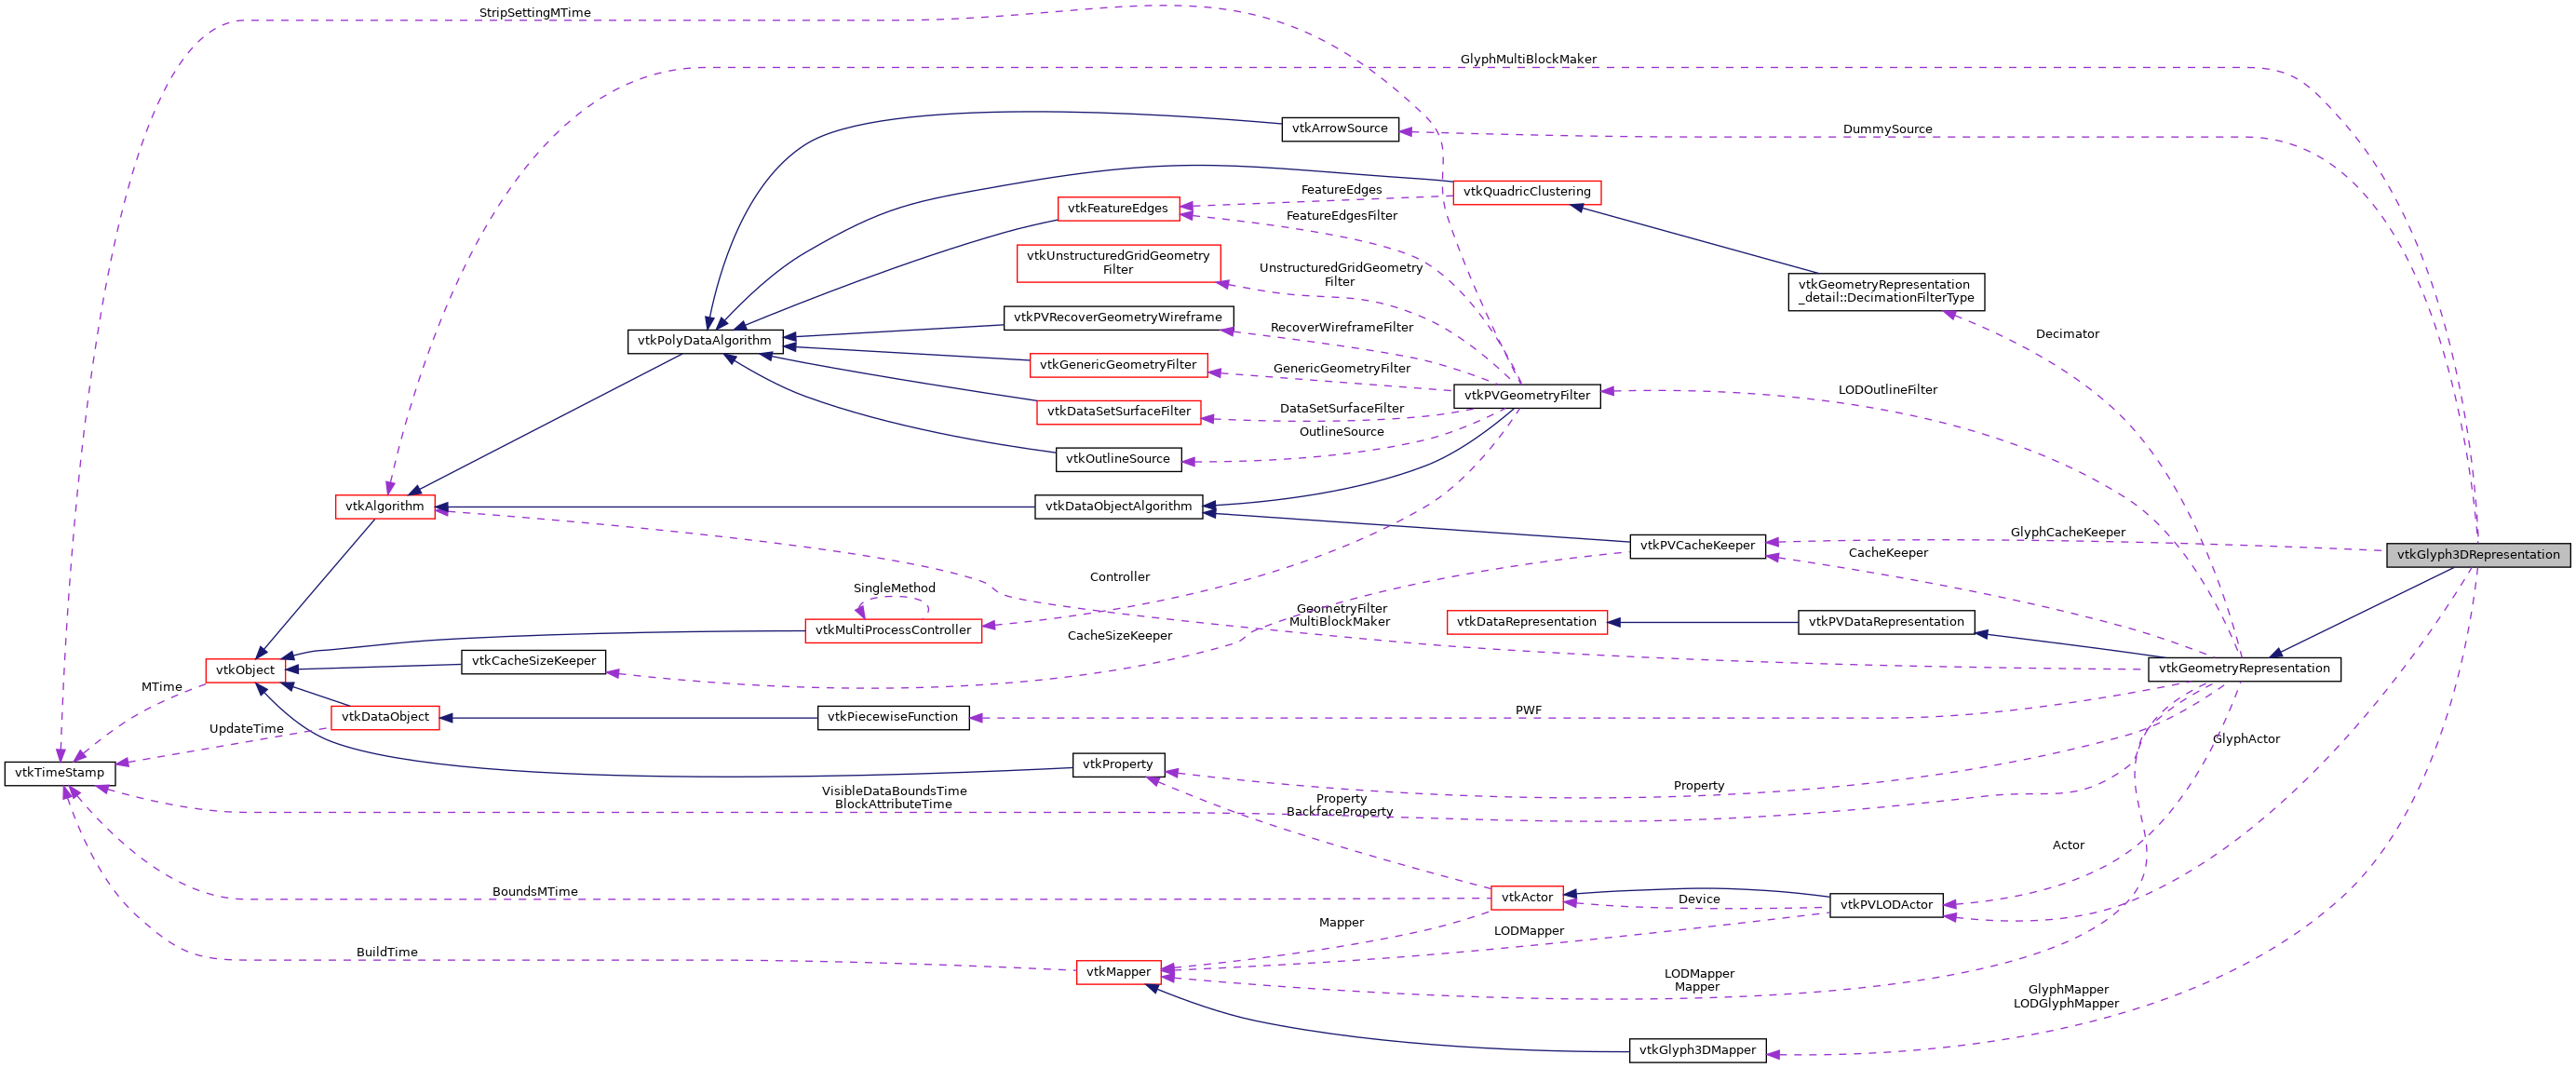 StripSettingMTime
GlyphMultiBlockMaker
vtkArrowSource
DummySource
vtkQuadricClustering
FeatureEdges
vtkFeatureEdges
FeatureEdgesFilter
vtkUnstructuredGridGeometry
Filter
UnstructuredGridGeometry
Filter
vtkGeometryRepresentation
_detail::DecimationFilterType
vtkPVRecoverGeometryWireframe
RecoverWireframeFilter
Decimator
vtkPolyDataAlgorithm
vtkGenericGeometryFilter
GenericGeometryFilter
vtkPVGeometryFilter
LODOutlineFilter
vtkDataSetSurfaceFilter
DataSetSurfaceFilter
OutlineSource
vtkOutlineSource
vtkAlgorithm
vtkDataObjectAlgorithm
GlyphCacheKeeper
vtkPVCacheKeeper
CacheKeeper
vtkGlyph3DRepresentation
Controller
SingleMethod
GeometryFilter
MultiBlockMaker
vtkDataRepresentation
vtkPVDataRepresentation
vtkMultiProcessController
CacheSizeKeeper
vtkCacheSizeKeeper
vtkObject
vtkGeometryRepresentation
MTime
PWF
vtkDataObject
vtkPiecewiseFunction
UpdateTime
GlyphActor
vtkTimeStamp
vtkProperty
Property
VisibleDataBoundsTime
BlockAttributeTime
Property
BackfaceProperty
Actor
BoundsMTime
vtkActor
Device
vtkPVLODActor
Mapper
LODMapper
BuildTime
vtkMapper
LODMapper
Mapper
GlyphMapper
LODGlyphMapper
vtkGlyph3DMapper